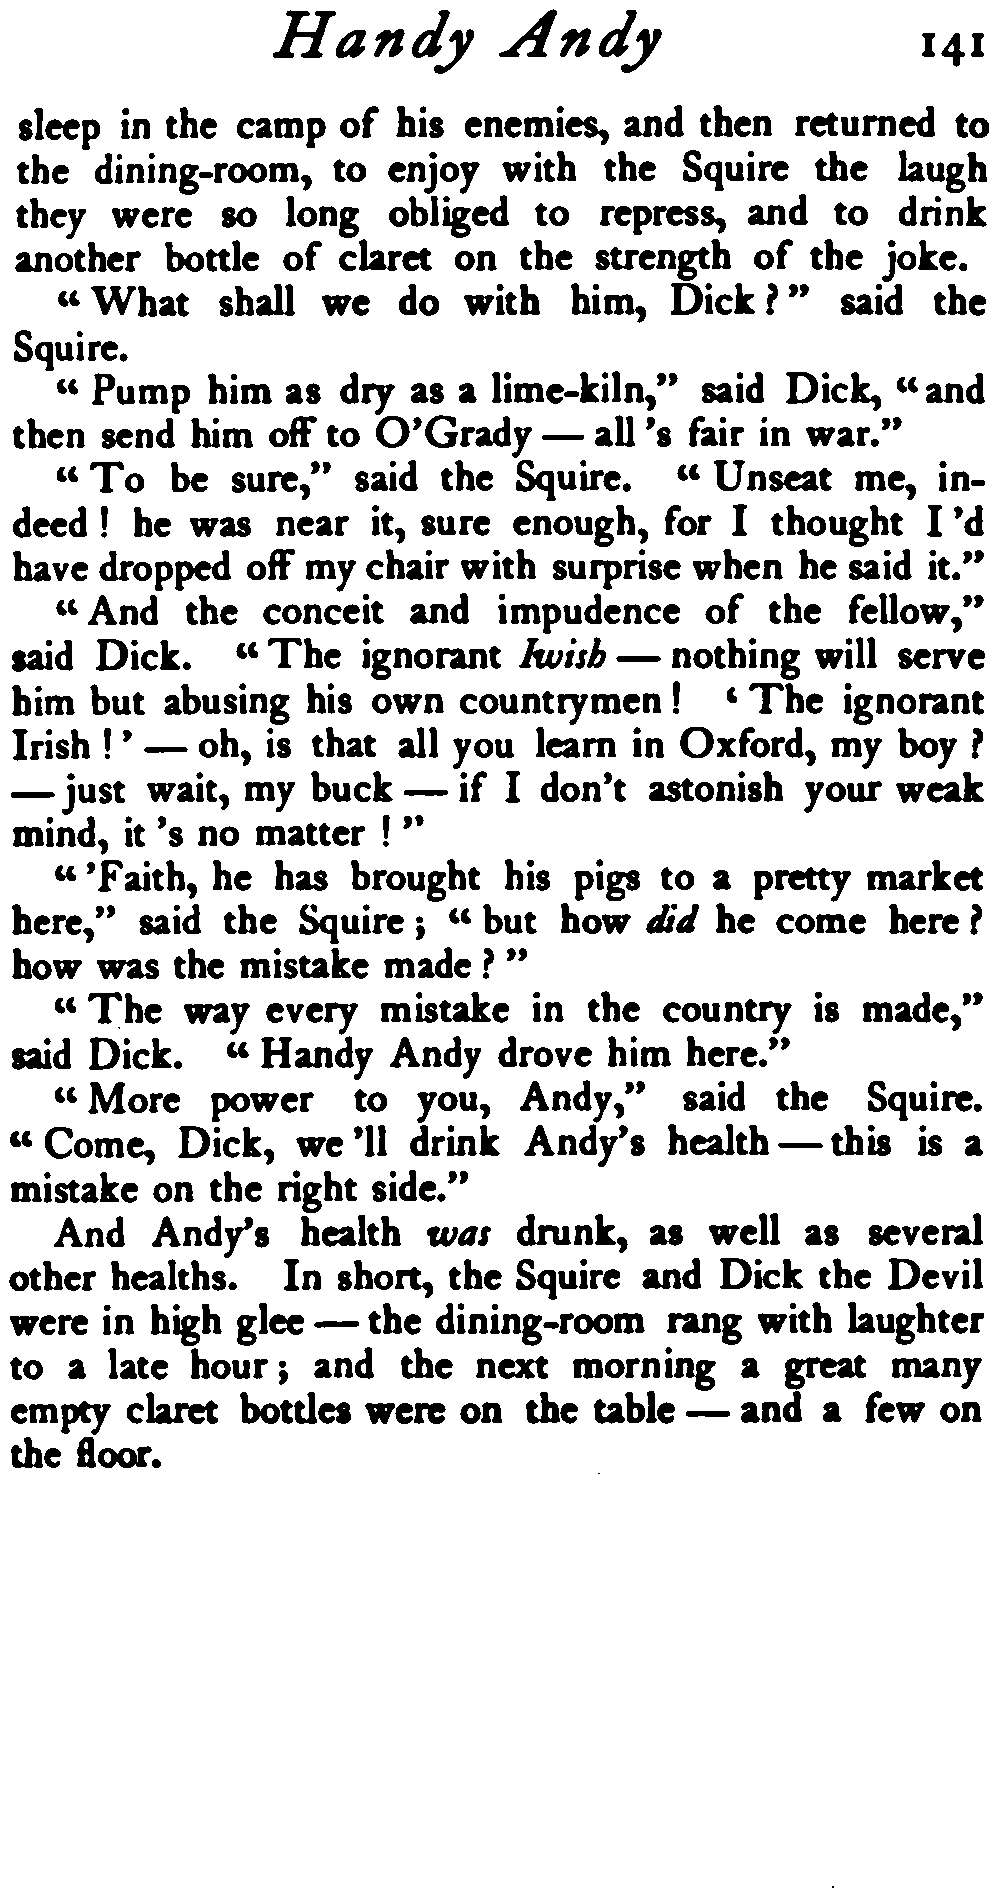 Handy Andy 141
sleep in the camp of his enemies, and then returned to
the dining-room, to enjoy with the Squire the laugh
they were so long obliged to repress, and to drink
another bottle of claret on the strength of the joke.
“ What shall we do with him, Dick ? ” said the
Squire.
“ Pump him as dry as a lime-kiln,” said Dick, “ and
then send him off to O’Grady — all ’s fair in war.”
“ To be sure,” said the Squire. “ Unseat me, in-
deed ! he was near it, sure enough, for I thought I ’d
have dropped off my chair with surprise when he said it.”
“ And the conceit and impudence of the fellow,”
said Dick. “ The ignorant Iwish — nothing will serve
him but abusing his own countrymen ! ‘ The ignorant
Irish ! ’ — oh, is that all you learn in Oxford, my boy ?
— just wait, my buck — if I don’t astonish your weak
mind, it ’s no matter ! ”
“ ’Faith, he has brought his pigs to a pretty market
here,” said the Squire ; “ but how did he come here ?
how was the mistake made ? ”
“ The way every mistake in the country is made,”
said Dick. “ Handy Andy drove him here.”
“ More power to you, Andy,” said the Squire.
“ Come, Dick, we ’ll drink Andy’s health — this is a
mistake on the right side.”
And Andy’s health was drunk, as well as several
other healths. In short, the Squire and Dick the Devil
were in high glee — the dining-room rang with laughter
to a late hour ; and the next morning a great many
empty claret bottles were on the table — and a few on
the floor.